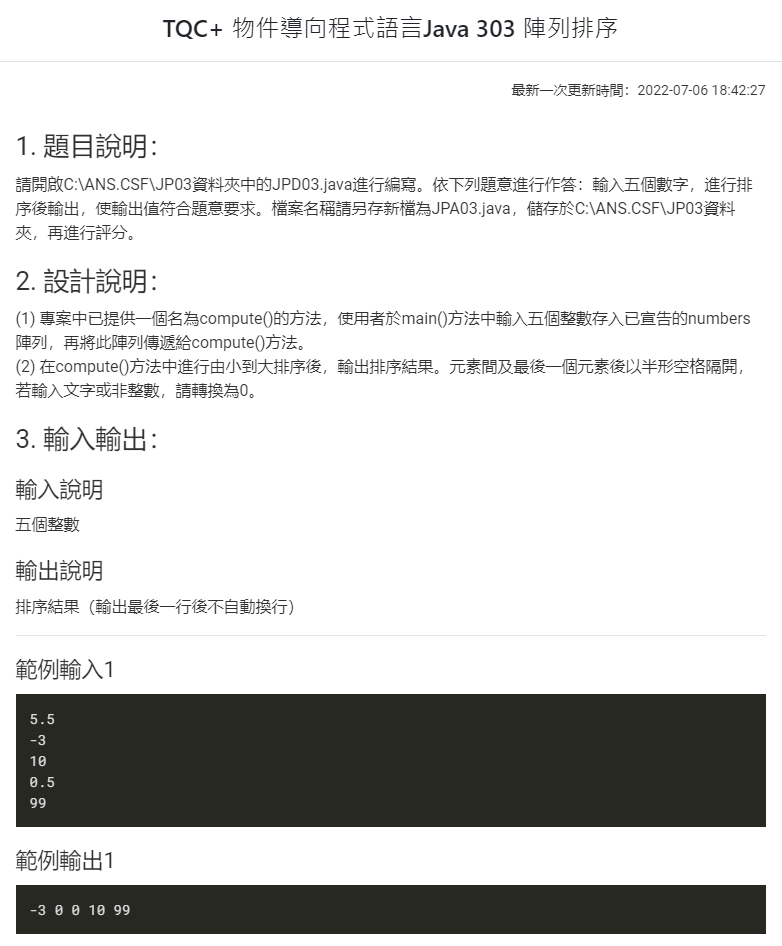 TQC+ 物件導向程式語言Java 303 陣列排序
最新一次更新時間：2022-07-06 18:42:27
1. 題目說明：
請開啟C:\ANS.CSF\JP03資料夾中的JPD03.java進行編寫。依下列題意進行作答：輸入五個數字，進行排
序後輸出，使輸出值符合題意要求。檔案名稱請另存新檔為JPA03.java，儲存於C:\ANS.CSF\JP03資料
夾，再進行評分。
2. 設計說明：
(1) 專案中已提供一個名為compute()的方法，使用者於main()方法中輸入五個整數存入已宣告的numbers
陣列，再將此陣列傳遞給compute()方法。
(2) 在compute()方法中進行由小到大排序後，輸出排序結果。元素間及最後一個元素後以半形空格隔開，
若輸入文字或非整數，請轉換為0。
3. 輸入輸出：
輸入說明
五個整數
輸出說明
排序結果（輸出最後一行後不自動換行）
範例輸入1
5.5
-3
10
0.5
99
範例輸出1
-3 0 0 10 99